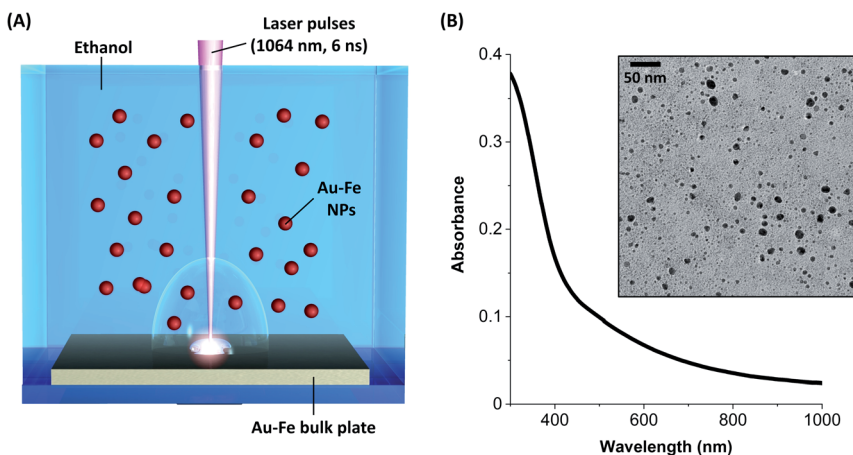 (A)
Laser pulses
(1064 nm, 6 ns)
Ethanol
Au-Fe
NPs
Au-Fe bulk plate
(B)
0.4
0.3
0.2
0.1
0
Absorbance
50 nm
400
600
800
1000
Wavelength (nm)